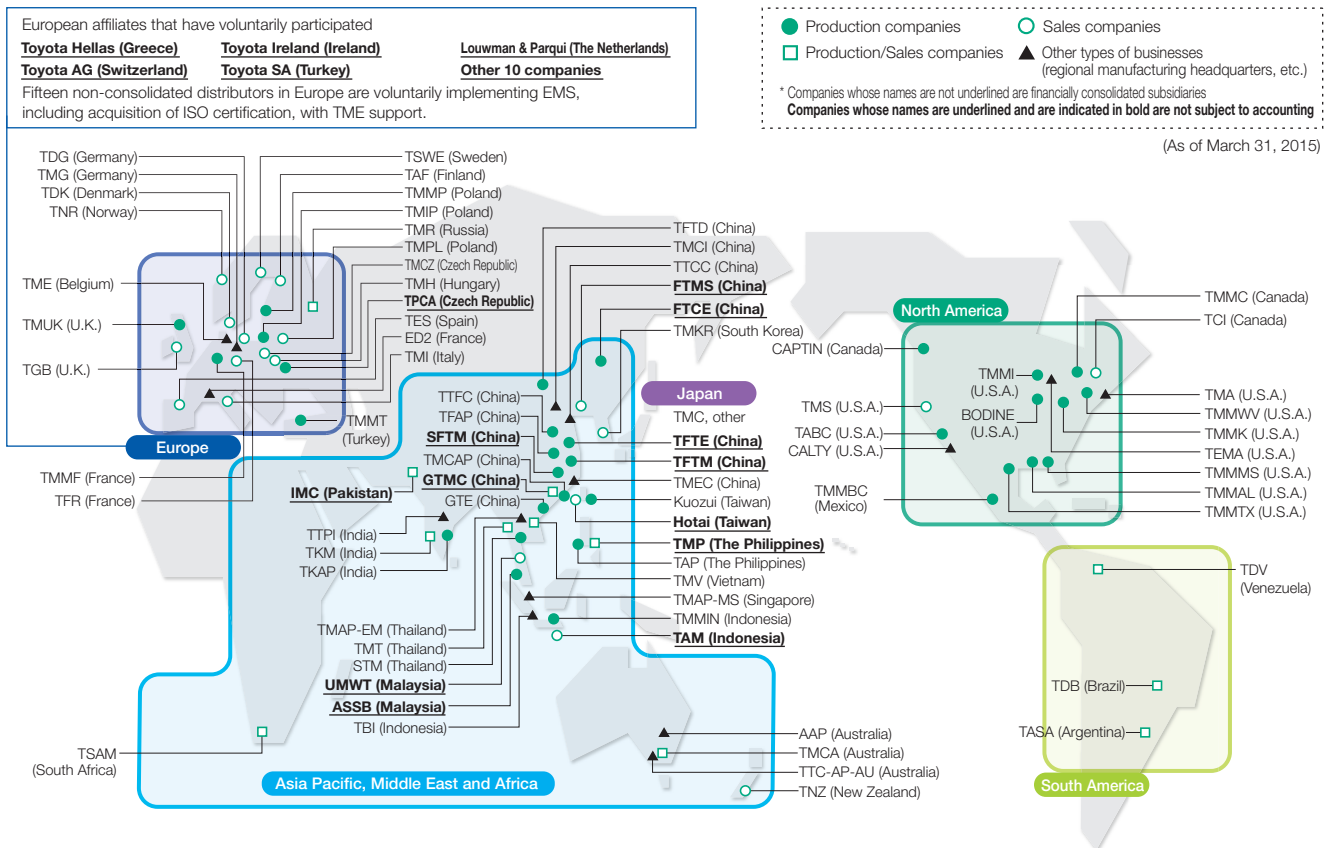 European affiliates that have voluntarily participated
Toyota Hellas (Greece) Toyota Ireland (Ireland) Louwman & Parqui (The Netherlands)
Toyota AG (Switzerland) Toyota SA (Turkey) Other 10 companies
Fifteen non-consolidated distributors in Europe are voluntarily implementing EMS,
including acquisition of ISO certification, with TME support.
Production companies Sales companies
Production/Sales companies Other types of businesses
(regional manufacturing headquarters, etc.)
* Companies whose names are not underlined are financially consolidated subsidiaries
Companies whose names are underlined and are indicated in bold are not subject to accounting
(As of March 31, 2015)
TDG (Germany)
TMG (Germany)
TDK (Denmark)
TNR (Norway)
TME (Belgium)
TMUK (U.K.)
TGB (U.K.)
TMMF (France)
TFR (France)
TSWE (Sweden)
TAF (Finland)
TMMP (Poland)
TMIP (Poland)
TMR (Russia)
TMPL (Poland)
TMCZ (Czech Republic)
TMH (Hungary)
TPCA (Czech Republic)
TES (Spain)
ED2 (France)
TMI (Italy)
TMMT
(Turkey)
Europe
TFTD (China)
TMCI (China)
TTCC (China)
FTMS (China)
FTCE (China)
TMKR (South Korea)
Japan
TMC, other
TFTE (China)
TFTM (China)
TMEC (China)
Kuozui (Taiwan)
Hotai (Taiwan)
TMP (The Philippines)
TAP (The Philippines)
TMV (Vietnam)
TMAP-MS (Singapore)
TMMIN (Indonesia)
TAM (Indonesia)
TTFC (China)
TFAP (China)
SFTM (China)
TMCAP (China)
GTMC (China)
GTE (China)
IMC (Pakistan)
TTPI (India)
TKM (India)
TKAP (India)
TMAP-EM (Thailand)
TMT (Thailand)
STM (Thailand)
UMWT (Malaysia)
ASSB (Malaysia)
TBI (Indonesia)
TSAM
(South Africa)
Asia Pacific, Middle East and Africa
AAP (Australia)
TMCA (Australia)
TTC-AP-AU (Australia)
TNZ (New Zealand)
North America
CAPTIN (Canada)
TMS (U.S.A.)
TABC (U.S.A.)
CALTY (U.S.A.)
TMMBC
(Mexico)
TMMI
(U.S.A.)
BODINE
(U.S.A.)
TMMC (Canada)
TCI (Canada)
TMA (U.S.A.)
TMMWV (U.S.A.)
TMMK (U.S.A.)
TEMA (U.S.A.)
TMMMS (U.S.A.)
TMMAL (U.S.A.)
TMMTX (U.S.A.)
TDV
(Venezuela)
TDB (Brazil)
TASA (Argentina)
South America